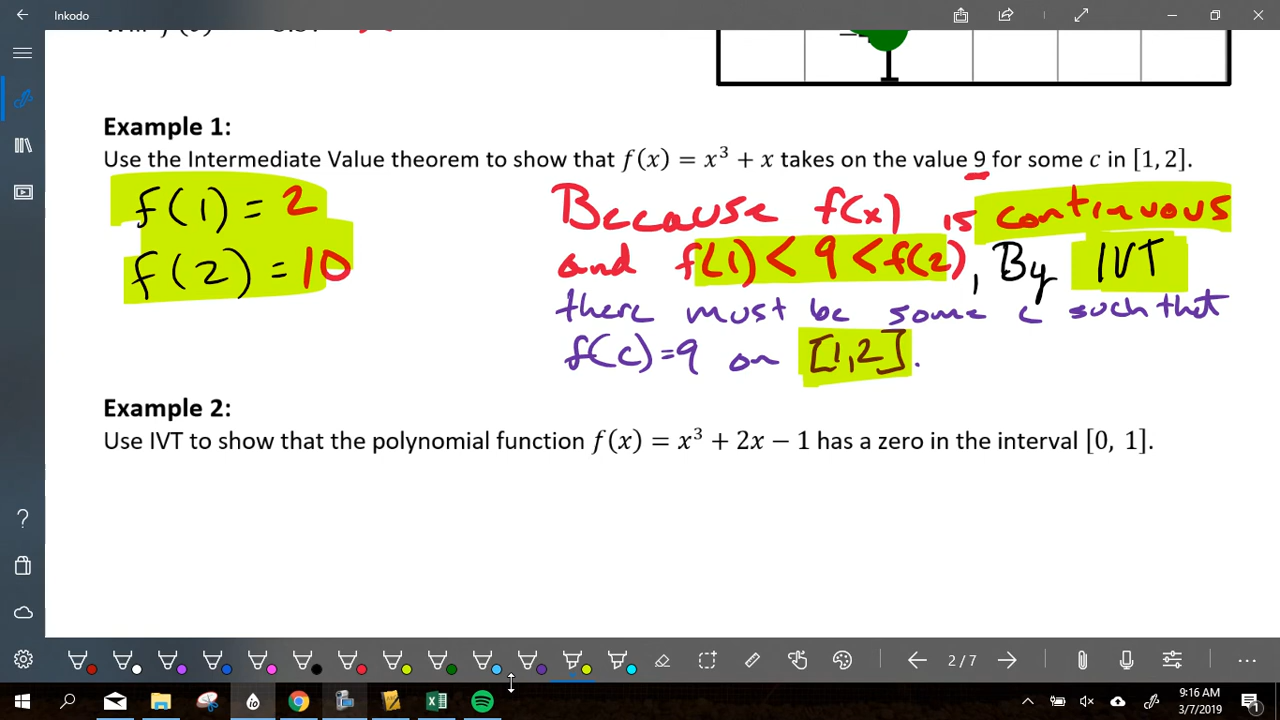 Inkodo
Example 1:
Use the Intermediate Value theorem to show that f(x) = x³ + x takes on the value 9 for some c in [1, 2].
f(1) = 2
f(2) = 10
Because f(x) is continuous
and f(1) < 9 < f(2), By IVT
there must be some c such that
f(c)=9 on [1,2].
Example 2:
Use IVT to show that the polynomial function f(x) = x³ + 2x − 1 has a zero in the interval [0, 1].
2 / 7
9:16 AM
3/7/2019